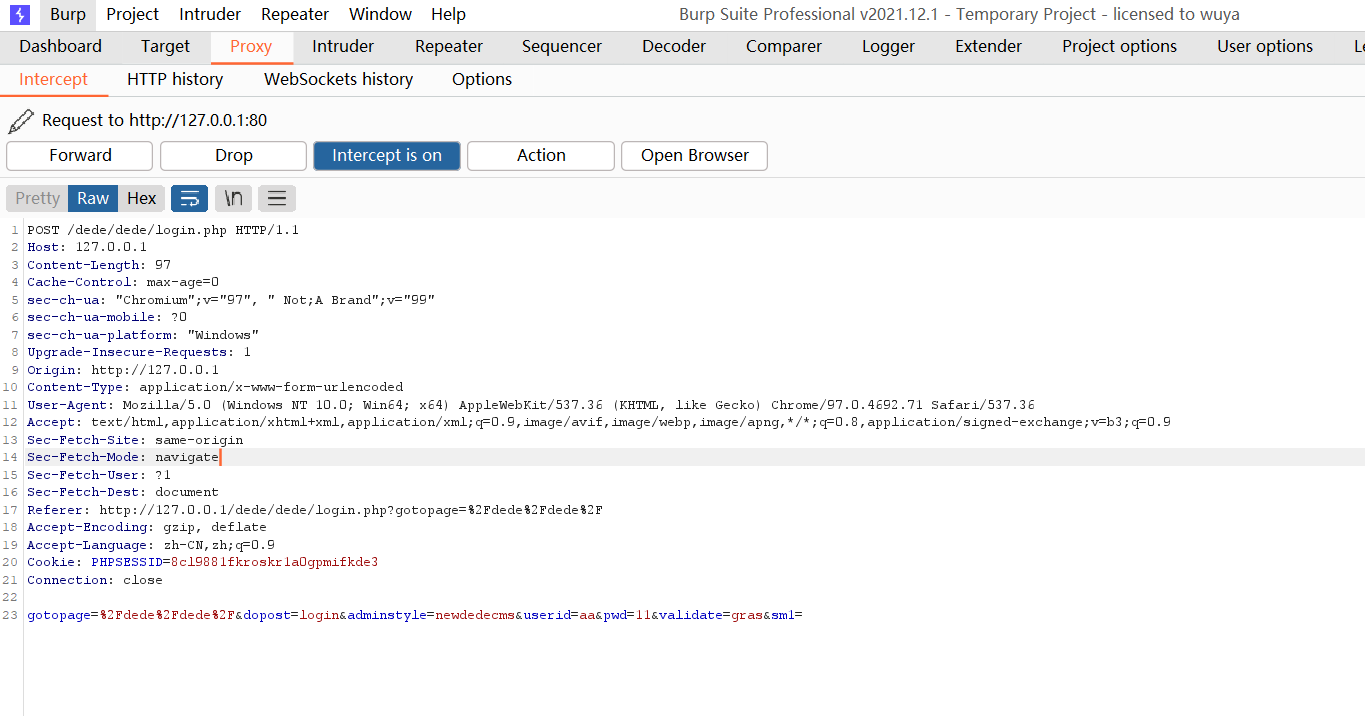 Burp Project Intruder Repeater Window Help Burp Suite Professional v2021.12.1 - Temporary Project - licensed to wuya
Dashboard Target Proxy Intruder Repeater Sequencer Decoder Comparer Logger Extender Project options User options Le
Intercept HTTP history WebSockets history Options
Request to http://127.0.0.1:80
Forward Drop Intercept is on Action Open Browser
Pretty Raw Hex \n
1 POST /dede/dede/login.php HTTP/1.1
2 Host: 127.0.0.1
3 Content-Length: 97
4 Cache-Control: max-age=0
5 sec-ch-ua: "Chromium";v="97", " Not;A Brand";v="99"
6 sec-ch-ua-mobile: ?0
7 sec-ch-ua-platform: "Windows"
8 Upgrade-Insecure-Requests: 1
9 Origin: http://127.0.0.1
10 Content-Type: application/x-www-form-urlencoded
11 User-Agent: Mozilla/5.0 (Windows NT 10.0; Win64; x64) AppleWebKit/537.36 (KHTML, like Gecko) Chrome/97.0.4692.71 Safari/537.36
12 Accept: text/html,application/xhtml+xml,application/xml;q=0.9,image/avif,image/webp,image/apng,*/*;q=0.8,application/signed-exchange;v=b3;q=0.9
13 Sec-Fetch-Site: same-origin
14 Sec-Fetch-Mode: navigate
15 Sec-Fetch-User: ?1
16 Sec-Fetch-Dest: document
17 Referer: http://127.0.0.1/dede/dede/login.php?gotopage=%2Fdede%2Fdede%2F
18 Accept-Encoding: gzip, deflate
19 Accept-Language: zh-CN,zh;q=0.9
20 Cookie: PHPSESSID=8cl9881fkroskr1a0gpmifkde3
21 Connection: close
22
23 gotopage=%2Fdede%2Fdede%2F&dopost=login&adminstyle=newdedecms&userid=aa&pwd=11&validate=gras&sm1=